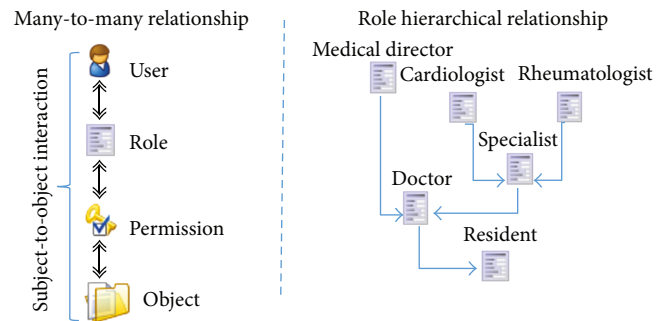 Many-to-many relationship
Subject-to-object interaction
User
Role
Permission
Object
Role hierarchical relationship
Medical director
Cardiologist
Rheumatologist
Specialist
Doctor
Resident